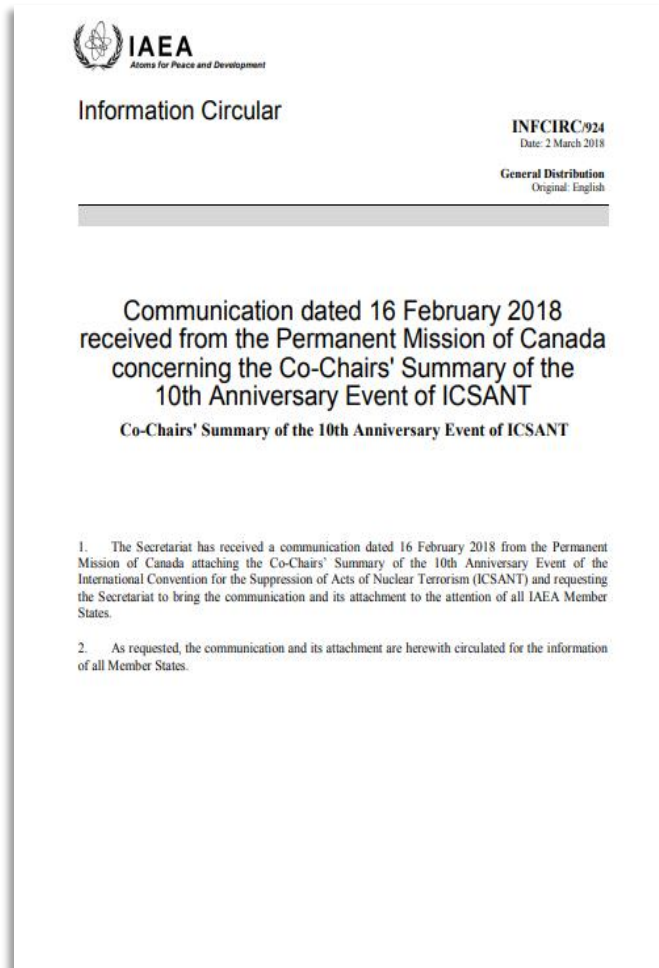 IAEA
Atoms for Peace and Development
Information Circular
INFCIRC/924
Date: 2 March 2018
General Distribution
Original: English
Communication dated 16 February 2018
received from the Permanent Mission of Canada
concerning the Co-Chairs' Summary of the
10th Anniversary Event of ICSANT
Co-Chairs' Summary of the 10th Anniversary Event of ICSANT
1. The Secretariat has received a communication dated 16 February 2018 from the Permanent
Mission of Canada attaching the Co-Chairs’ Summary of the 10th Anniversary Event of the
International Convention for the Suppression of Acts of Nuclear Terrorism (ICSANT) and requesting
the Secretariat to bring the communication and its attachment to the attention of all IAEA Member
States.
2. As requested, the communication and its attachment are herewith circulated for the information
of all Member States.